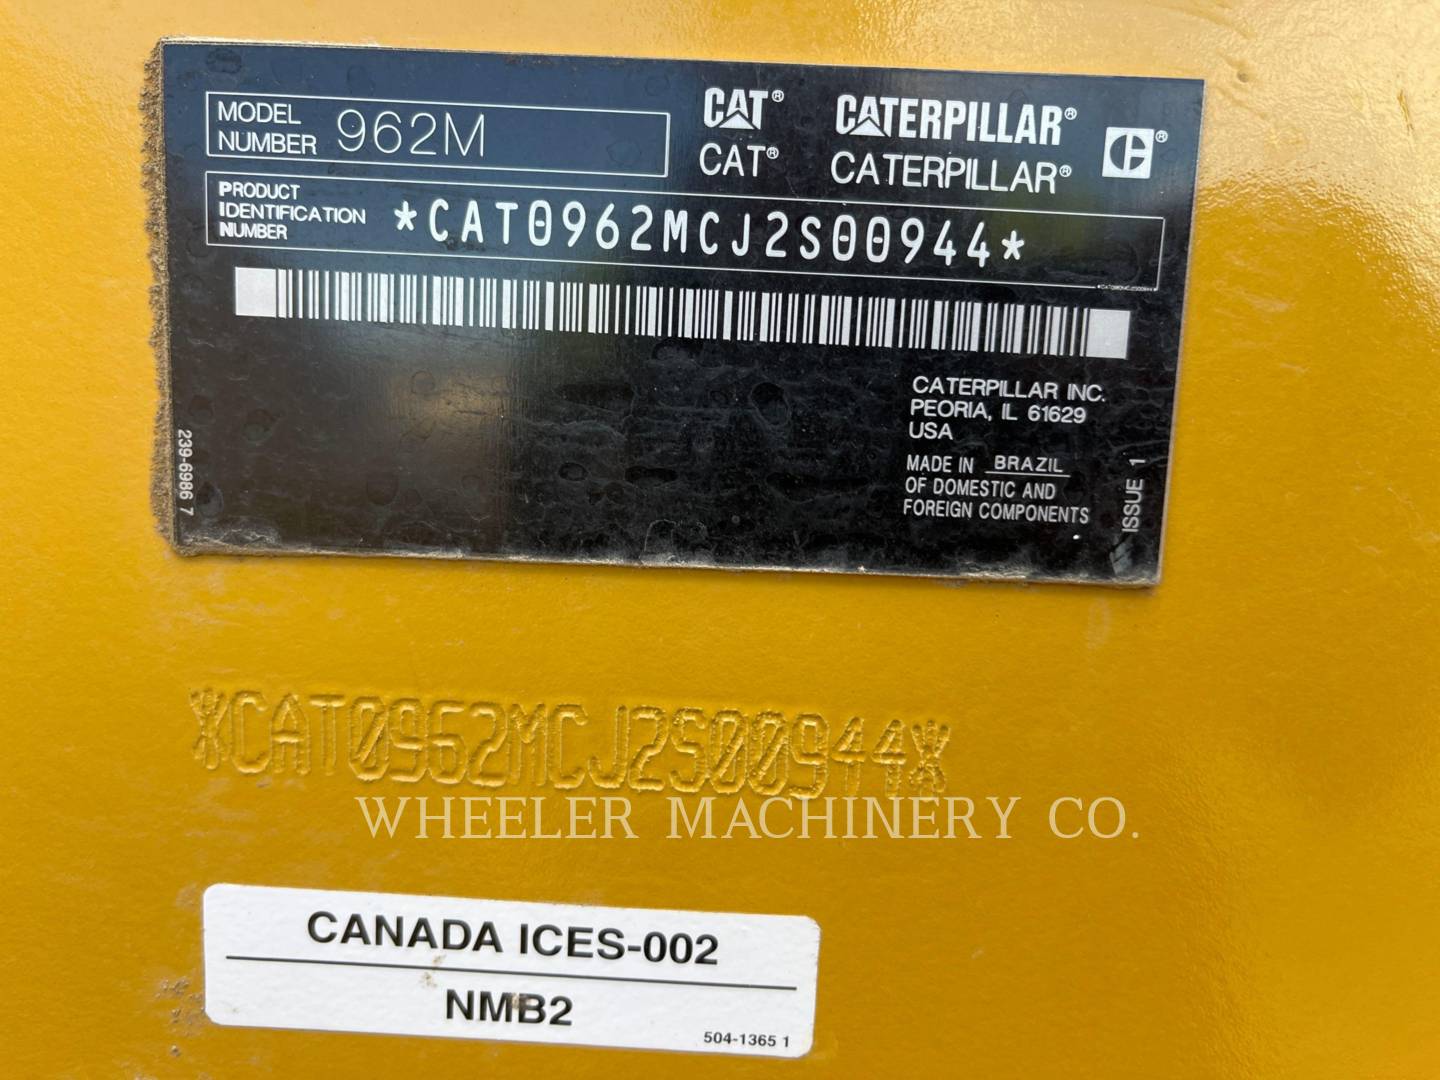 MODEL NUMBER 962M
CAT® CATERPILLAR®
CAT® CATERPILLAR®
PRODUCT IDENTIFICATION NUMBER *CAT0962MCJ2S00944*
*CAT0962MCJ2S00944*
CATERPILLAR INC.
PEORIA, IL 61629
USA
MADE IN BRAZIL
OF DOMESTIC AND
FOREIGN COMPONENTS
ISSUE 1
239-6986 7
*CAT0962MCJ2S00944*
WHEELER MACHINERY CO.
CANADA ICES-002
NMB2
504-1365 1